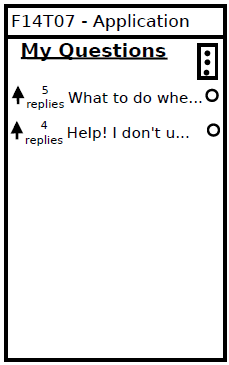 F14T07 - Application
My Questions
5
replies
What to do whe...
4
replies
Help! I don't u...